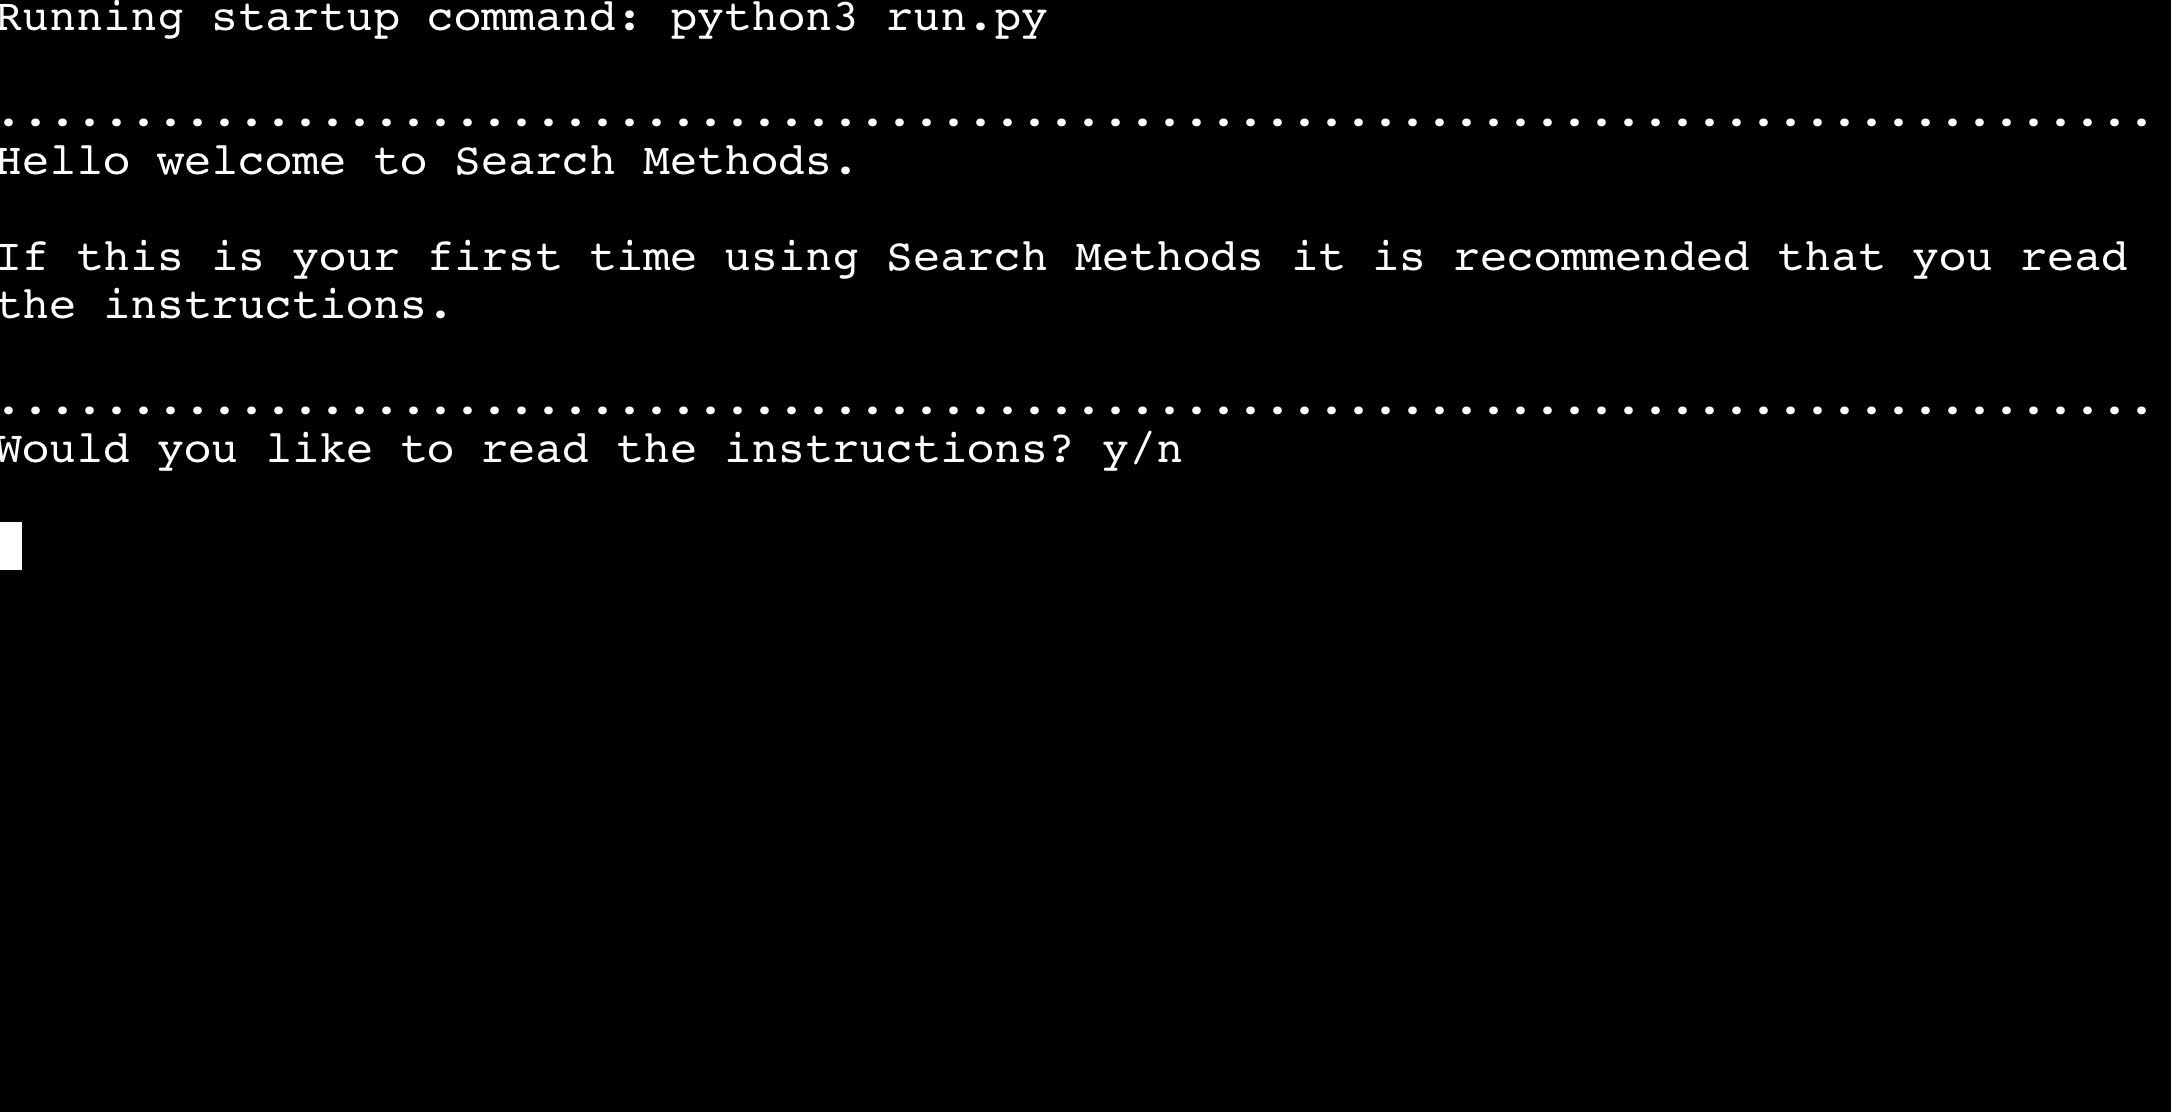 Running startup command: python3 run.py
................................................................................
Hello welcome to Search Methods.
If this is your first time using Search Methods it is recommended that you read
the instructions.
................................................................................
Would you like to read the instructions? y/n